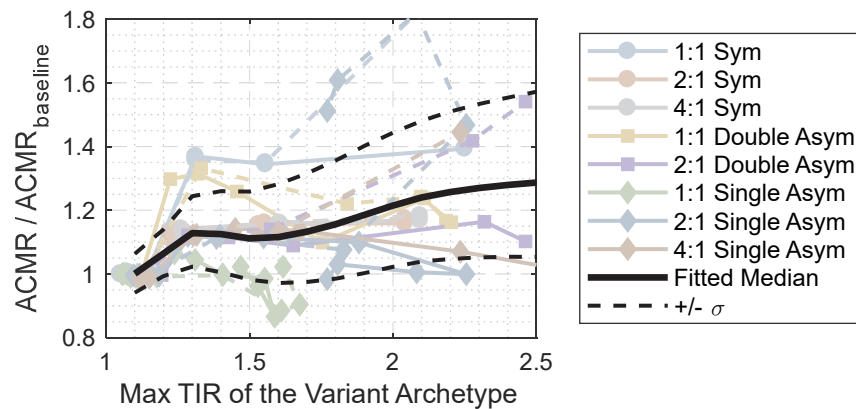 1.8
1.6
1.4
1.2
1
0.8
ACMR / ACMR_baseline
1
1.5
2
2.5
Max TIR of the Variant Archetype
1:1 Sym
2:1 Sym
4:1 Sym
1:1 Double Asym
2:1 Double Asym
1:1 Single Asym
2:1 Single Asym
4:1 Single Asym
Fitted Median
+/- σ